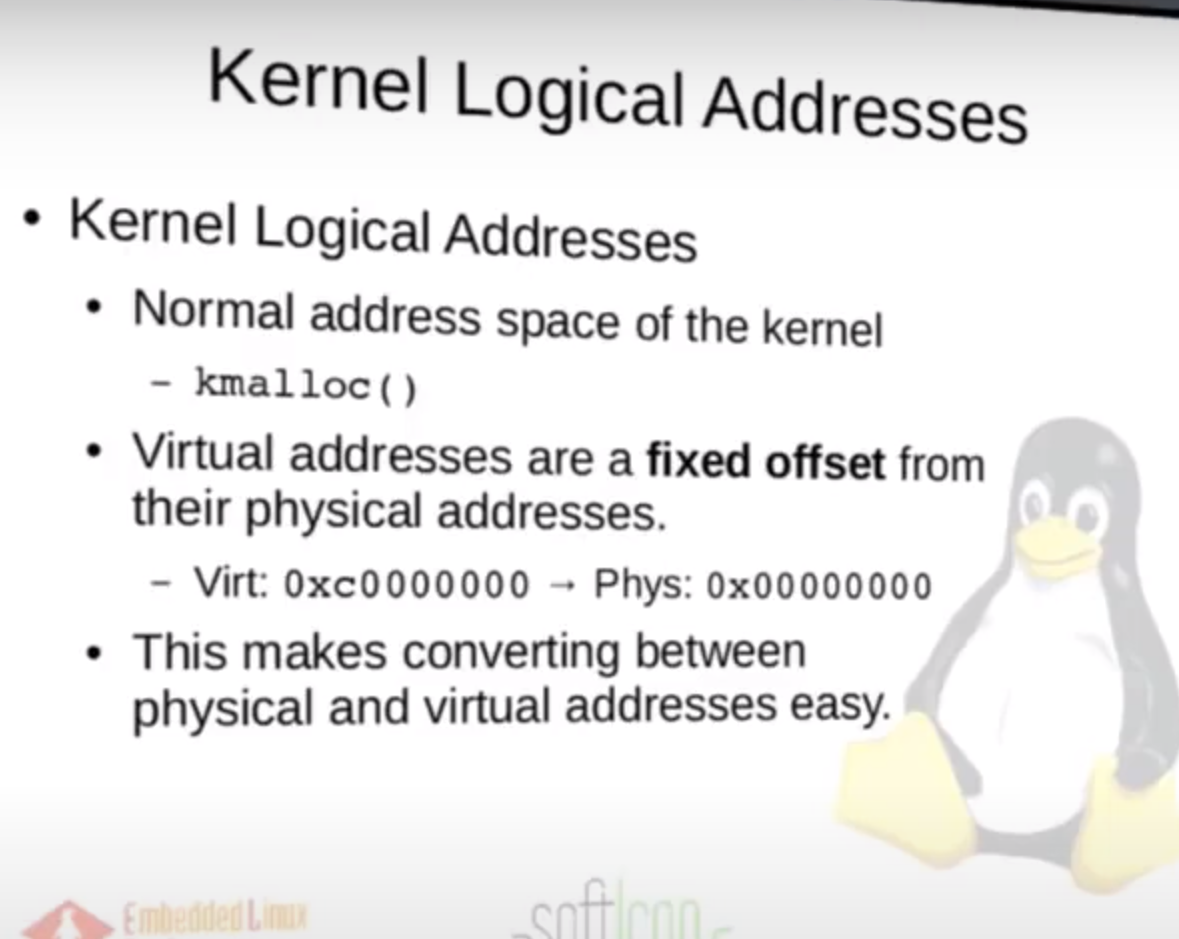 Kernel Logical Addresses
• Kernel Logical Addresses
• Normal address space of the kernel
– kmalloc()
• Virtual addresses are a fixed offset from
their physical addresses.
– Virt: 0xc0000000 → Phys: 0x00000000
• This makes converting between
physical and virtual addresses easy.
Embedded Linux